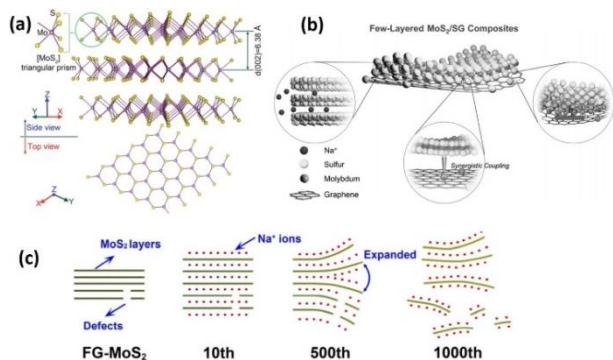 (a)
S
Mo
[MoS₆]
triangular prism
d(002)=6.38 Å
Z
Y
X
Side view
Top view
Z
X
Y
(b)
Few-Layered MoS₂/SG Composites
Na⁺
Sulfur
Molybdum
Graphene
Synergistic Coupling
(c)
MoS₂ layers
Na⁺ ions
Expanded
Defects
FG-MoS₂
10th
500th
1000th